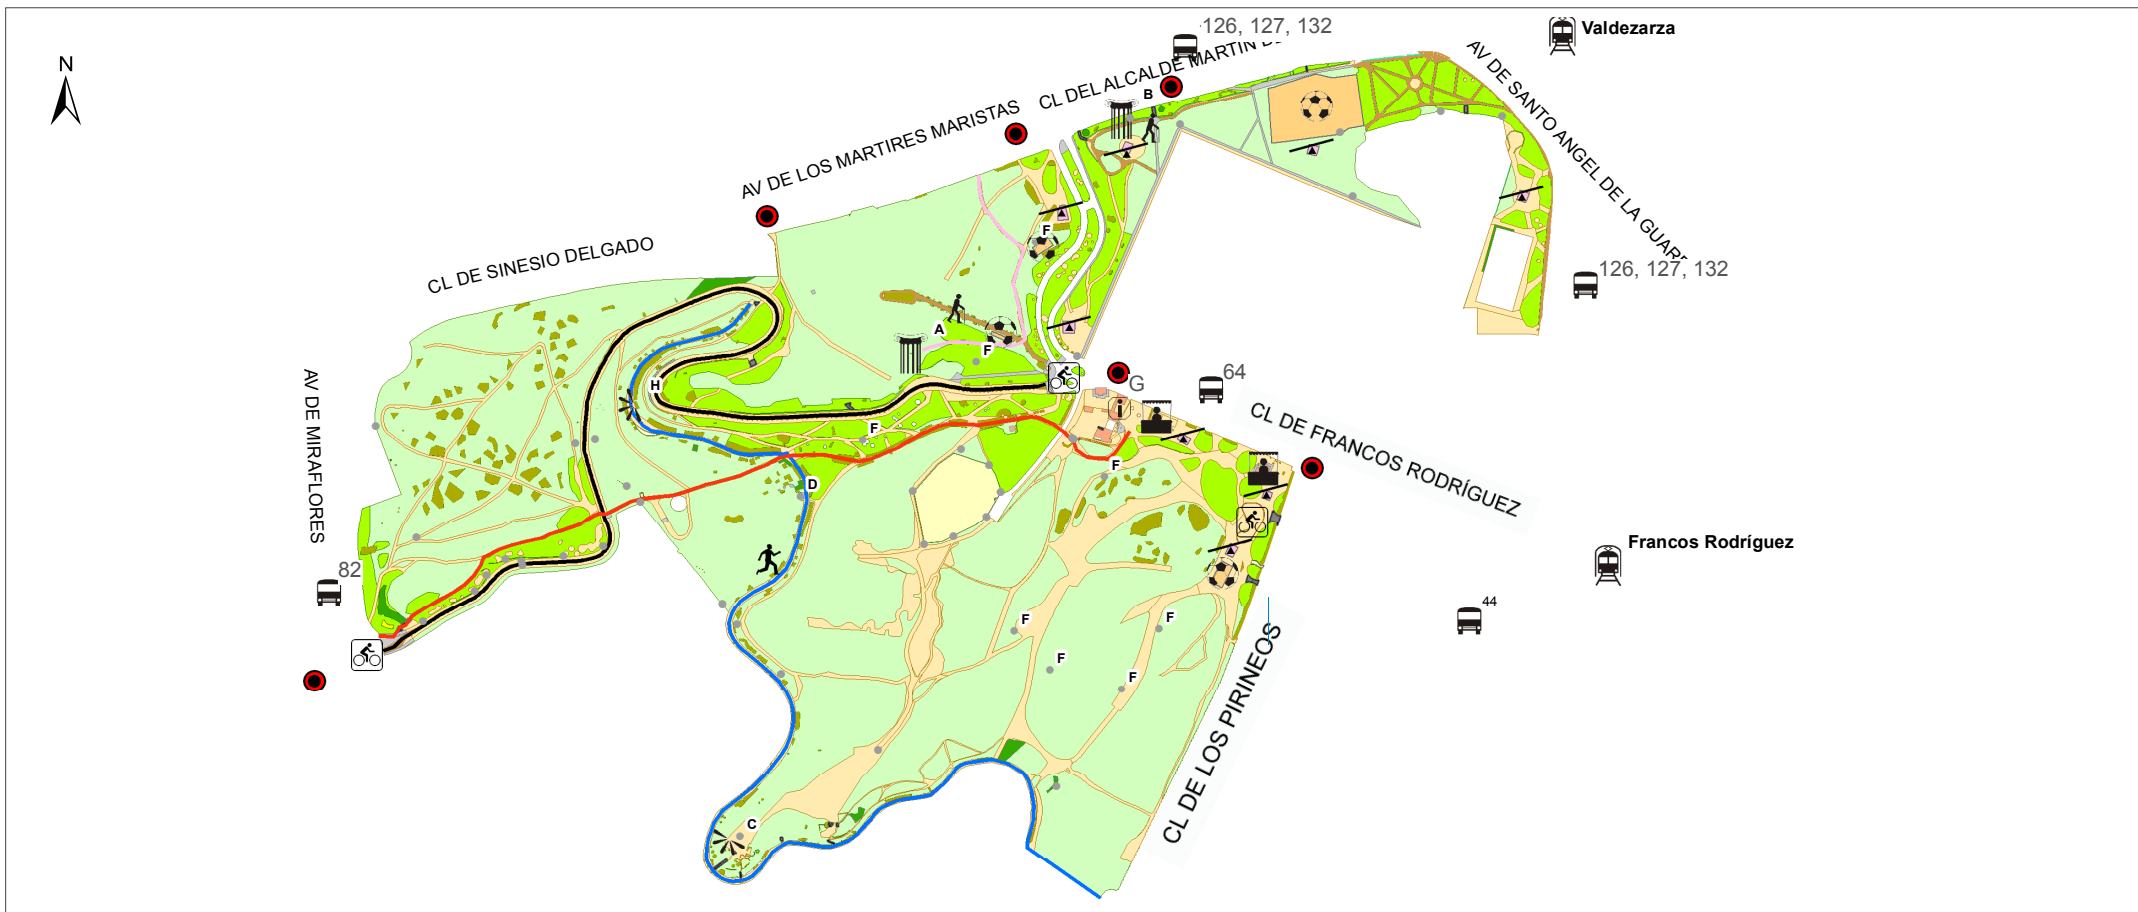 126, 127, 132
Valdezarza
N
CL DEL ALCALDE MARTIN DE
AV DE SANTO ANGEL DE LA GUARD
B
AV DE LOS MARTIRES MARISTAS
F
CL DE SINESIO DELGADO
126, 127, 132
A
F
AV DE MIRAFLORES
H
G
64
CL DE FRANCOS RODRÍGUEZ
F
F
D
Francos Rodríguez
82
44
F
F
F
F
CL DE LOS PIRINEOS
C